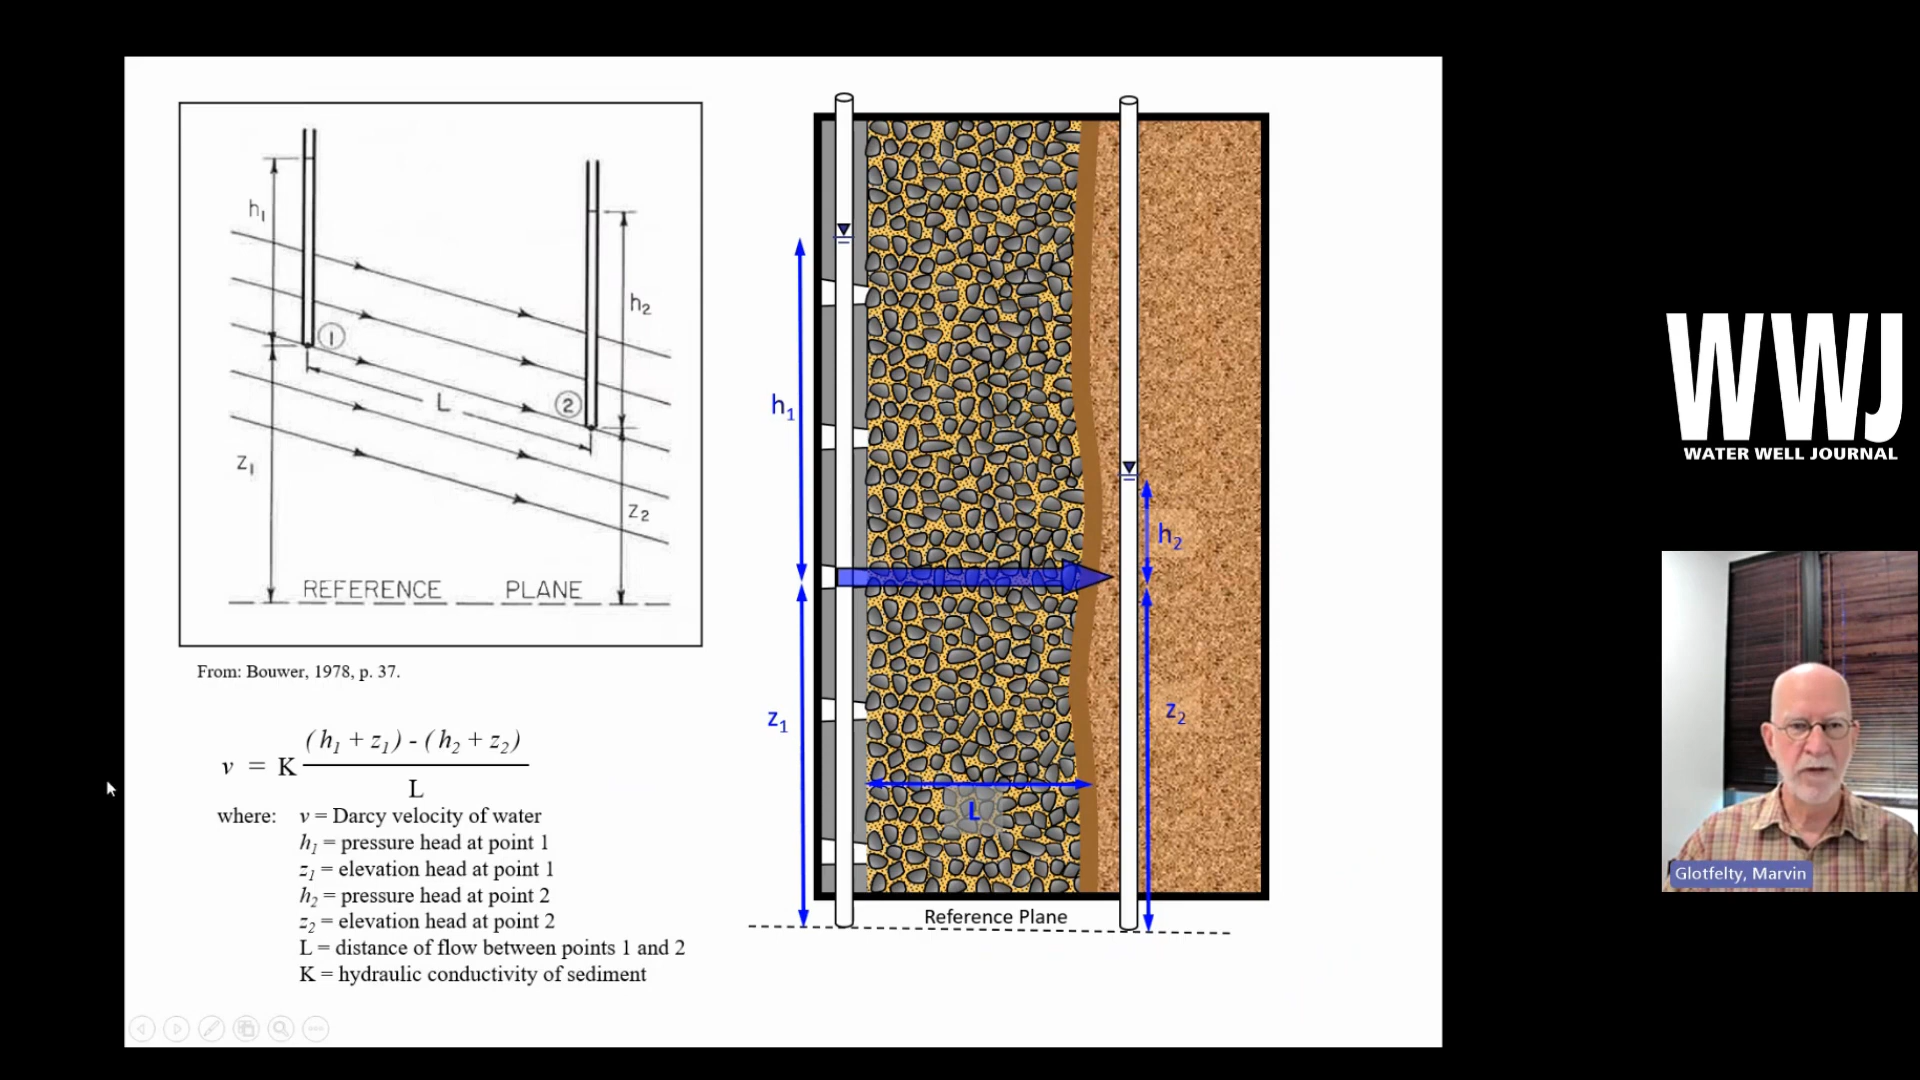 h1
h2
1
L
2
z1
z2
REFERENCE PLANE
From: Bouwer, 1978, p. 37.
v = K (h1 + z1) - (h2 + z2)
L
where: v = Darcy velocity of water
h1 = pressure head at point 1
z1 = elevation head at point 1
h2 = pressure head at point 2
z2 = elevation head at point 2
L = distance of flow between points 1 and 2
K = hydraulic conductivity of sediment
h1
h2
z1
z2
L
Reference Plane
WWJ
WATER WELL JOURNAL
Glotfelty, Marvin